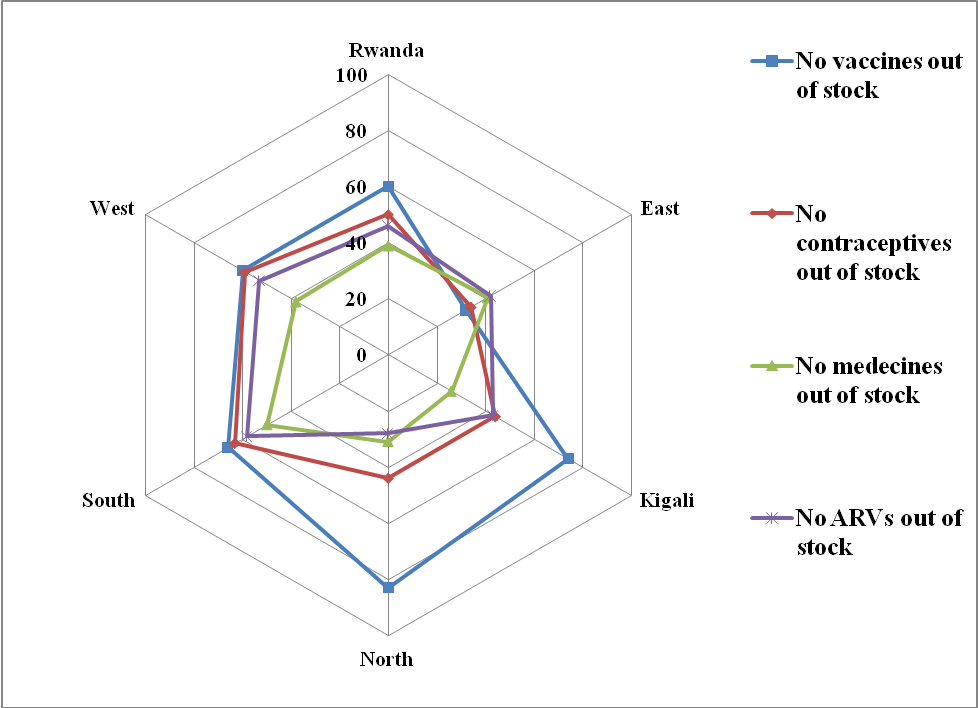 Rwanda
100
80
60
40
20
0
East
Kigali
North
South
West
No vaccines out
of stock
No
contraceptives
out of stock
No medecines
out of stock
No ARVs out of
stock